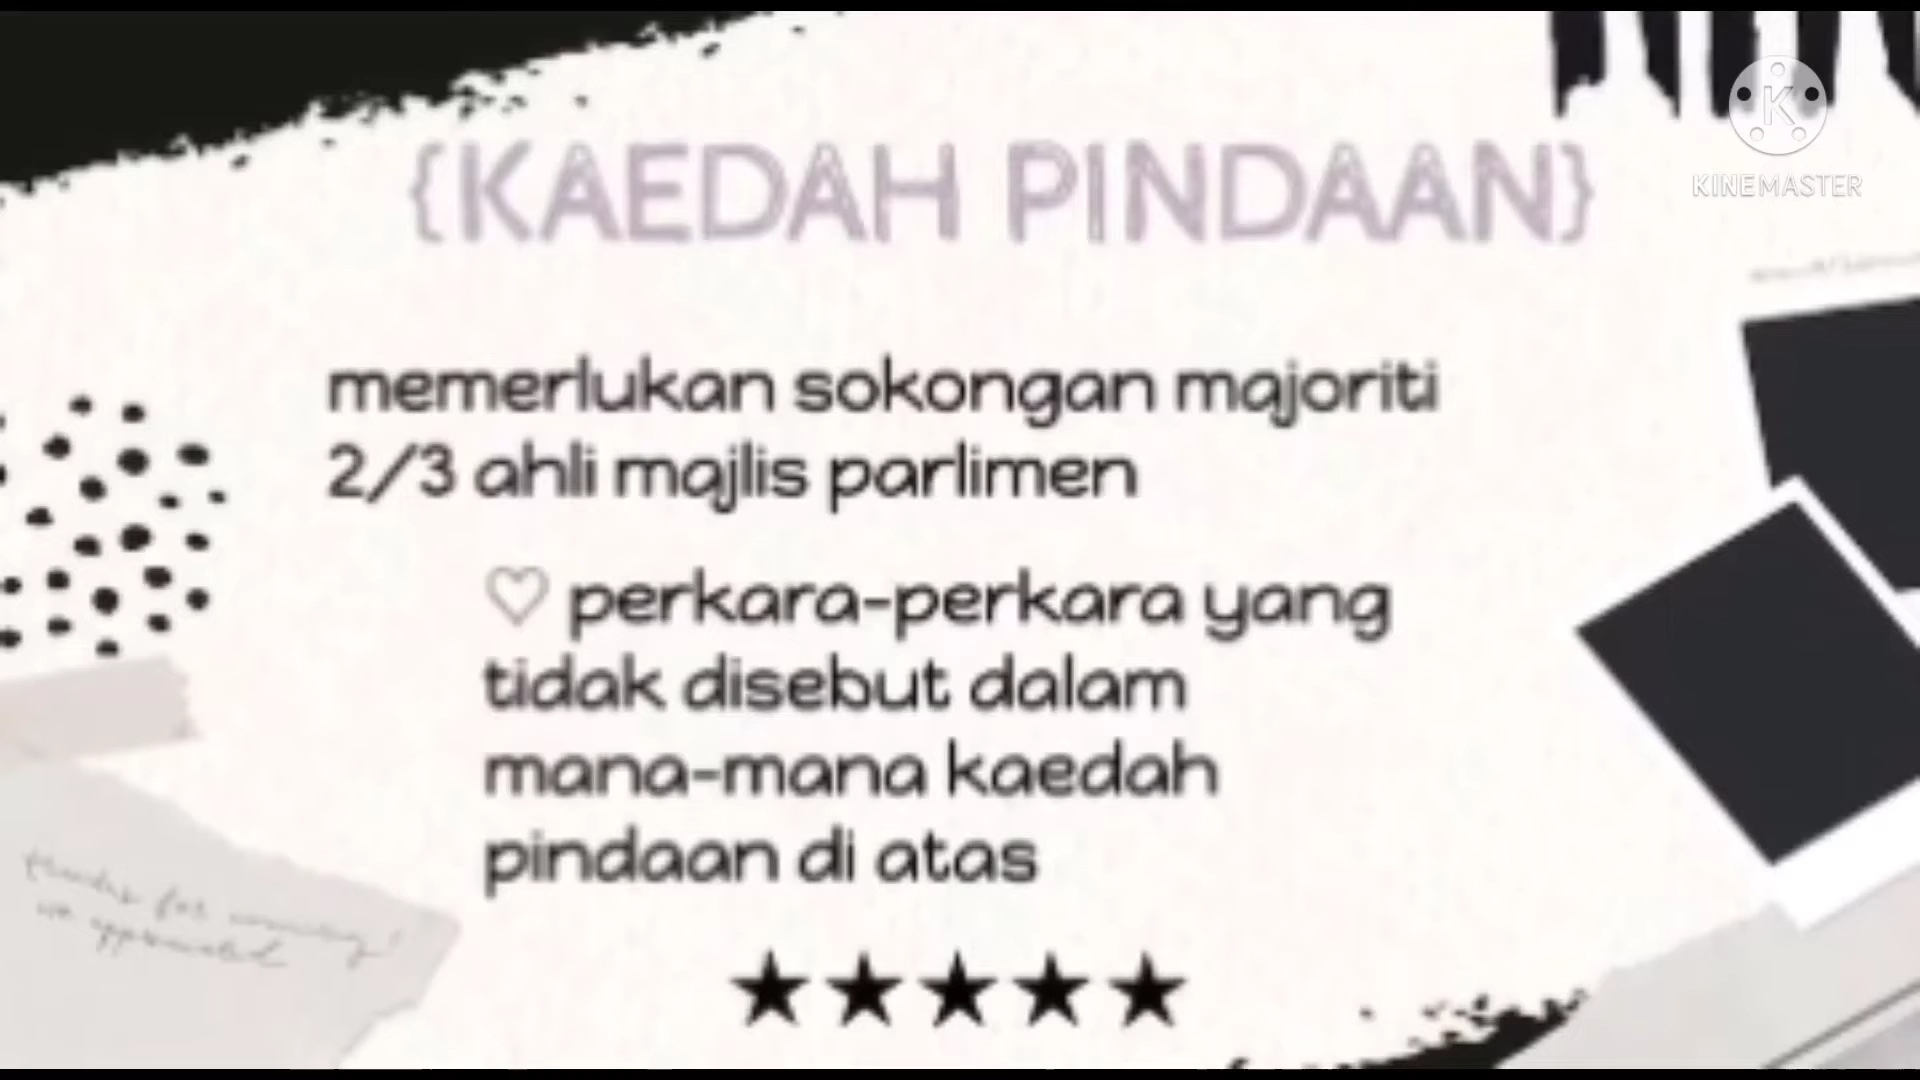 {KAEDAH PINDAAN}
KINEMASTER
memerlukan sokongan majoriti
2/3 ahli majlis parlimen
♡ perkara-perkara yang
tidak disebut dalam
mana-mana kaedah
pindaan di atas
★★★★★